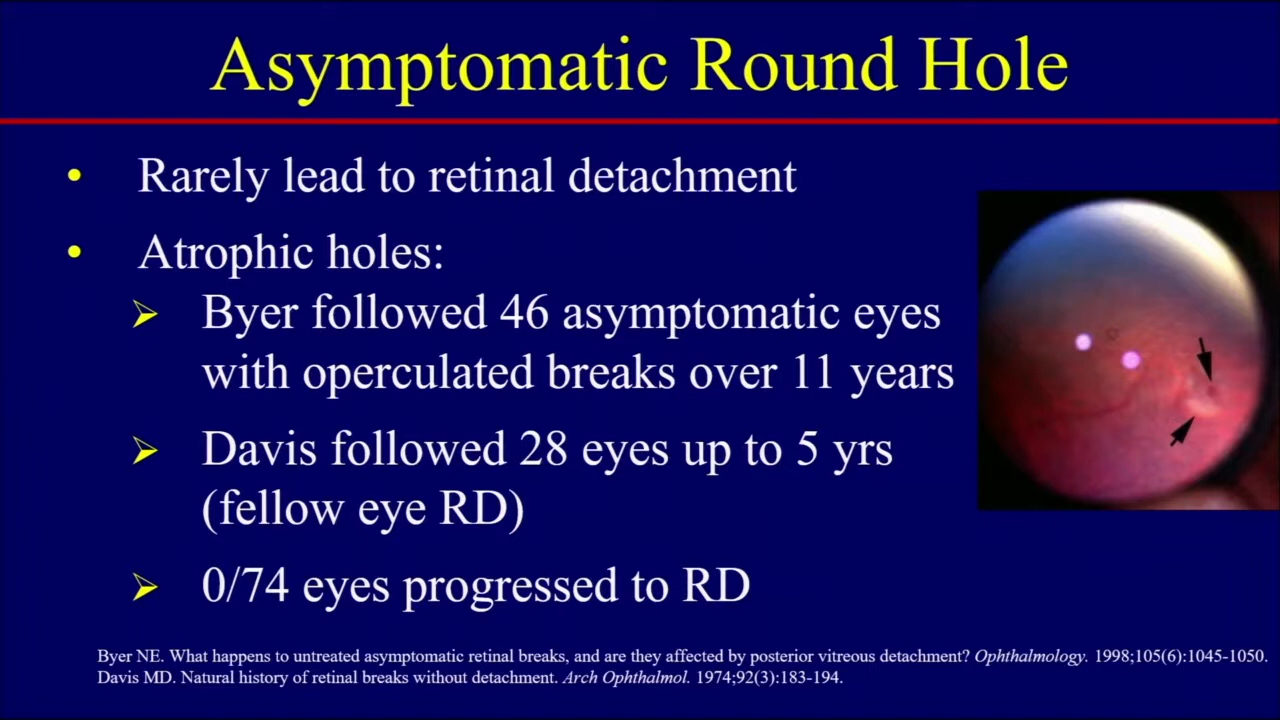 Asymptomatic Round Hole
• Rarely lead to retinal detachment
• Atrophic holes:
➢ Byer followed 46 asymptomatic eyes
with operculated breaks over 11 years
➢ Davis followed 28 eyes up to 5 yrs
(fellow eye RD)
➢ 0/74 eyes progressed to RD
Byer NE. What happens to untreated asymptomatic retinal breaks, and are they affected by posterior vitreous detachment? Ophthalmology. 1998;105(6):1045-1050.
Davis MD. Natural history of retinal breaks without detachment. Arch Ophthalmol. 1974;92(3):183-194.